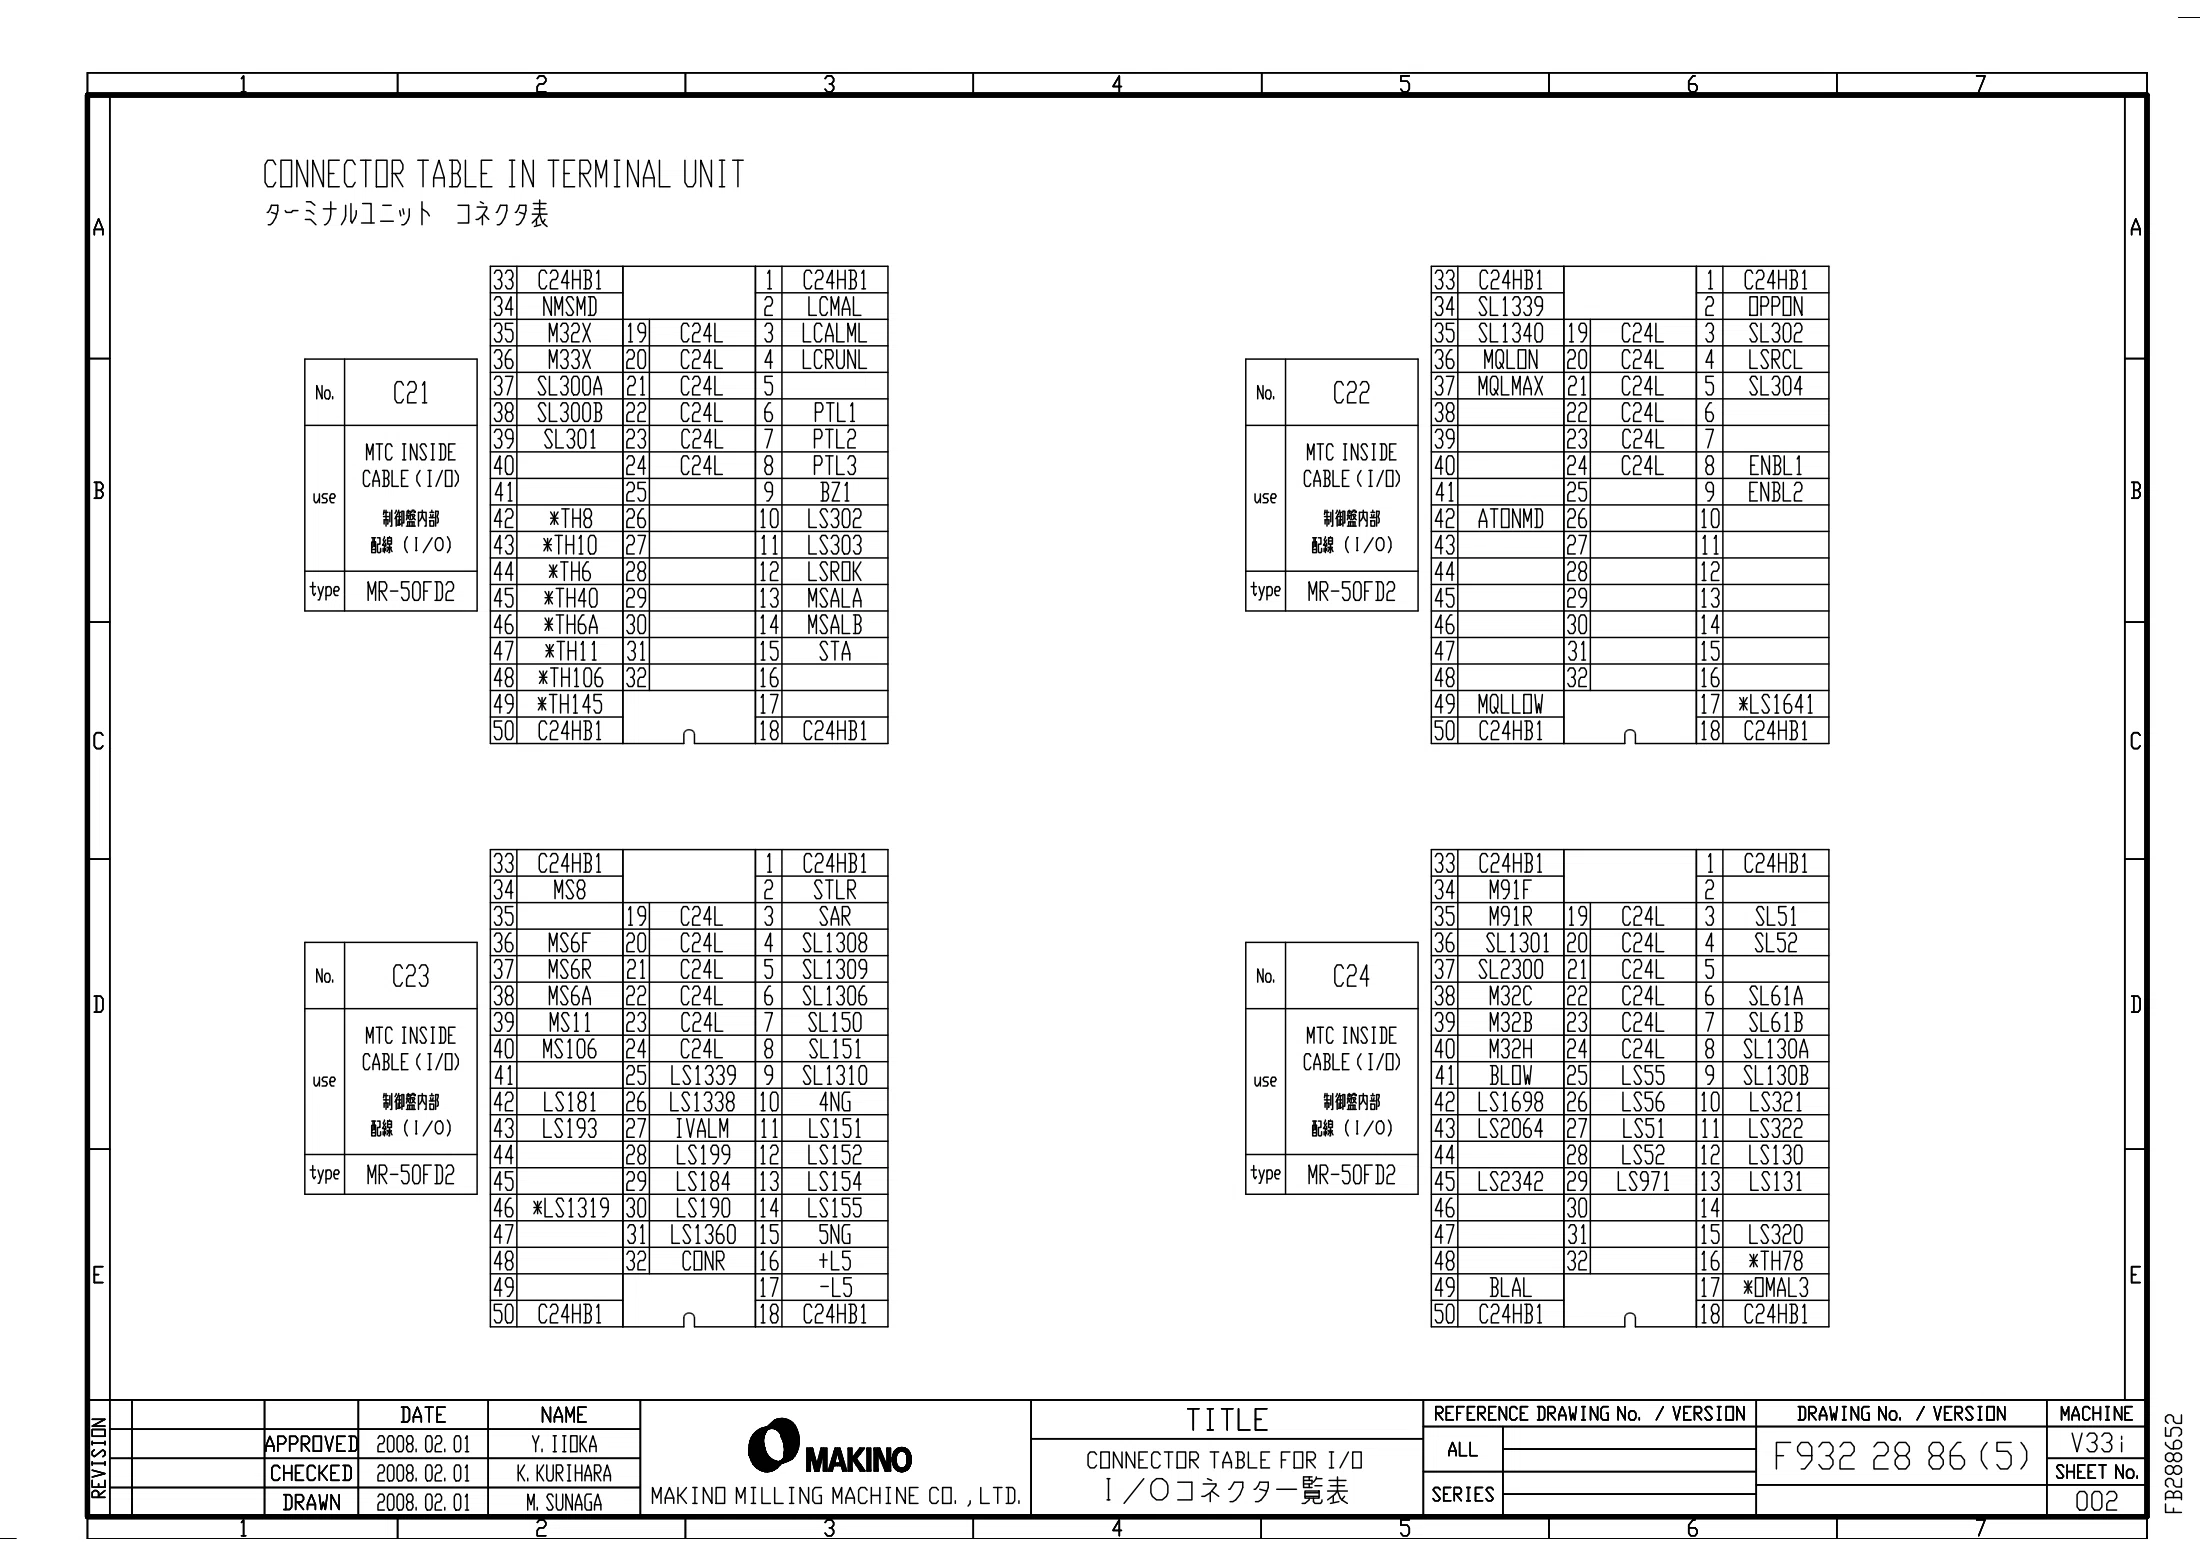 1 2 3 4 5 6 7
CONNECTOR TABLE IN TERMINAL UNIT
ターミナルユニット コネクタ表
A A
B B
C C
D D
E E
No. C21
use MTC INSIDE
CABLE (I/O)
制御盤内部
配線 (I/O)
type MR-50FD2
33 C24HB1 1 C24HB1
34 NMSMD 2 LCMAL
35 M32X 19 C24L 3 LCALML
36 M33X 20 C24L 4 LCRUNL
37 SL300A 21 C24L 5
38 SL300B 22 C24L 6 PTL1
39 SL301 23 C24L 7 PTL2
40 24 C24L 8 PTL3
41 25 9 BZ1
42 *TH8 26 10 LS302
43 *TH10 27 11 LS303
44 *TH6 28 12 LSROK
45 *TH40 29 13 MSALA
46 *TH6A 30 14 MSALB
47 *TH11 31 15 STA
48 *TH106 32 16
49 *TH145 17
50 C24HB1 18 C24HB1
No. C22
use MTC INSIDE
CABLE (I/O)
制御盤内部
配線 (I/O)
type MR-50FD2
33 C24HB1 1 C24HB1
34 SL1339 2 OPPON
35 SL1340 19 C24L 3 SL302
36 MQLON 20 C24L 4 LSRCL
37 MQLMAX 21 C24L 5 SL304
38 22 C24L 6
39 23 C24L 7
40 24 C24L 8 ENBL1
41 25 9 ENBL2
42 ATONMD 26 10
43 27 11
44 28 12
45 29 13
46 30 14
47 31 15
48 32 16
49 MQLLOW 17 *LS1641
50 C24HB1 18 C24HB1
No. C23
use MTC INSIDE
CABLE (I/O)
制御盤内部
配線 (I/O)
type MR-50FD2
33 C24HB1 1 C24HB1
34 MS8 2 STLR
35 19 C24L 3 SAR
36 MS6F 20 C24L 4 SL1308
37 MS6R 21 C24L 5 SL1309
38 MS6A 22 C24L 6 SL1306
39 MS11 23 C24L 7 SL150
40 MS106 24 C24L 8 SL151
41 25 LS1339 9 SL1310
42 LS181 26 LS1338 10 4NG
43 LS193 27 IVALM 11 LS151
44 28 LS199 12 LS152
45 29 LS184 13 LS154
46 *LS1319 30 LS190 14 LS155
47 31 LS1360 15 5NG
48 32 CONR 16 +L5
49 17 -L5
50 C24HB1 18 C24HB1
No. C24
use MTC INSIDE
CABLE (I/O)
制御盤内部
配線 (I/O)
type MR-50FD2
33 C24HB1 1 C24HB1
34 M91F 2
35 M91R 19 C24L 3 SL51
36 SL1301 20 C24L 4 SL52
37 SL2300 21 C24L 5
38 M32C 22 C24L 6 SL61A
39 M32B 23 C24L 7 SL61B
40 M32H 24 C24L 8 SL130A
41 BLOW 25 LS55 9 SL130B
42 LS1698 26 LS56 10 LS321
43 LS2064 27 LS51 11 LS322
44 28 LS52 12 LS130
45 LS2342 29 LS971 13 LS131
46 30 14
47 31 15 LS320
48 32 16 *TH78
49 BLAL 17 *OMAL3
50 C24HB1 18 C24HB1
REVISION
DATE NAME
APPROVED 2008.02.01 Y. IIOKA
CHECKED 2008.02.01 K. KURIHARA
DRAWN 2008.02.01 M. SUNAGA
MAKINO
MAKINO MILLING MACHINE CO., LTD.
TITLE
CONNECTOR TABLE FOR I/O
I/Oコネクター覧表
REFERENCE DRAWING No. / VERSION
ALL
SERIES
DRAWING No. / VERSION
F932 28 86 (5)
MACHINE
V33i
SHEET No.
002
FB288652
1 2 3 4 5 6 7